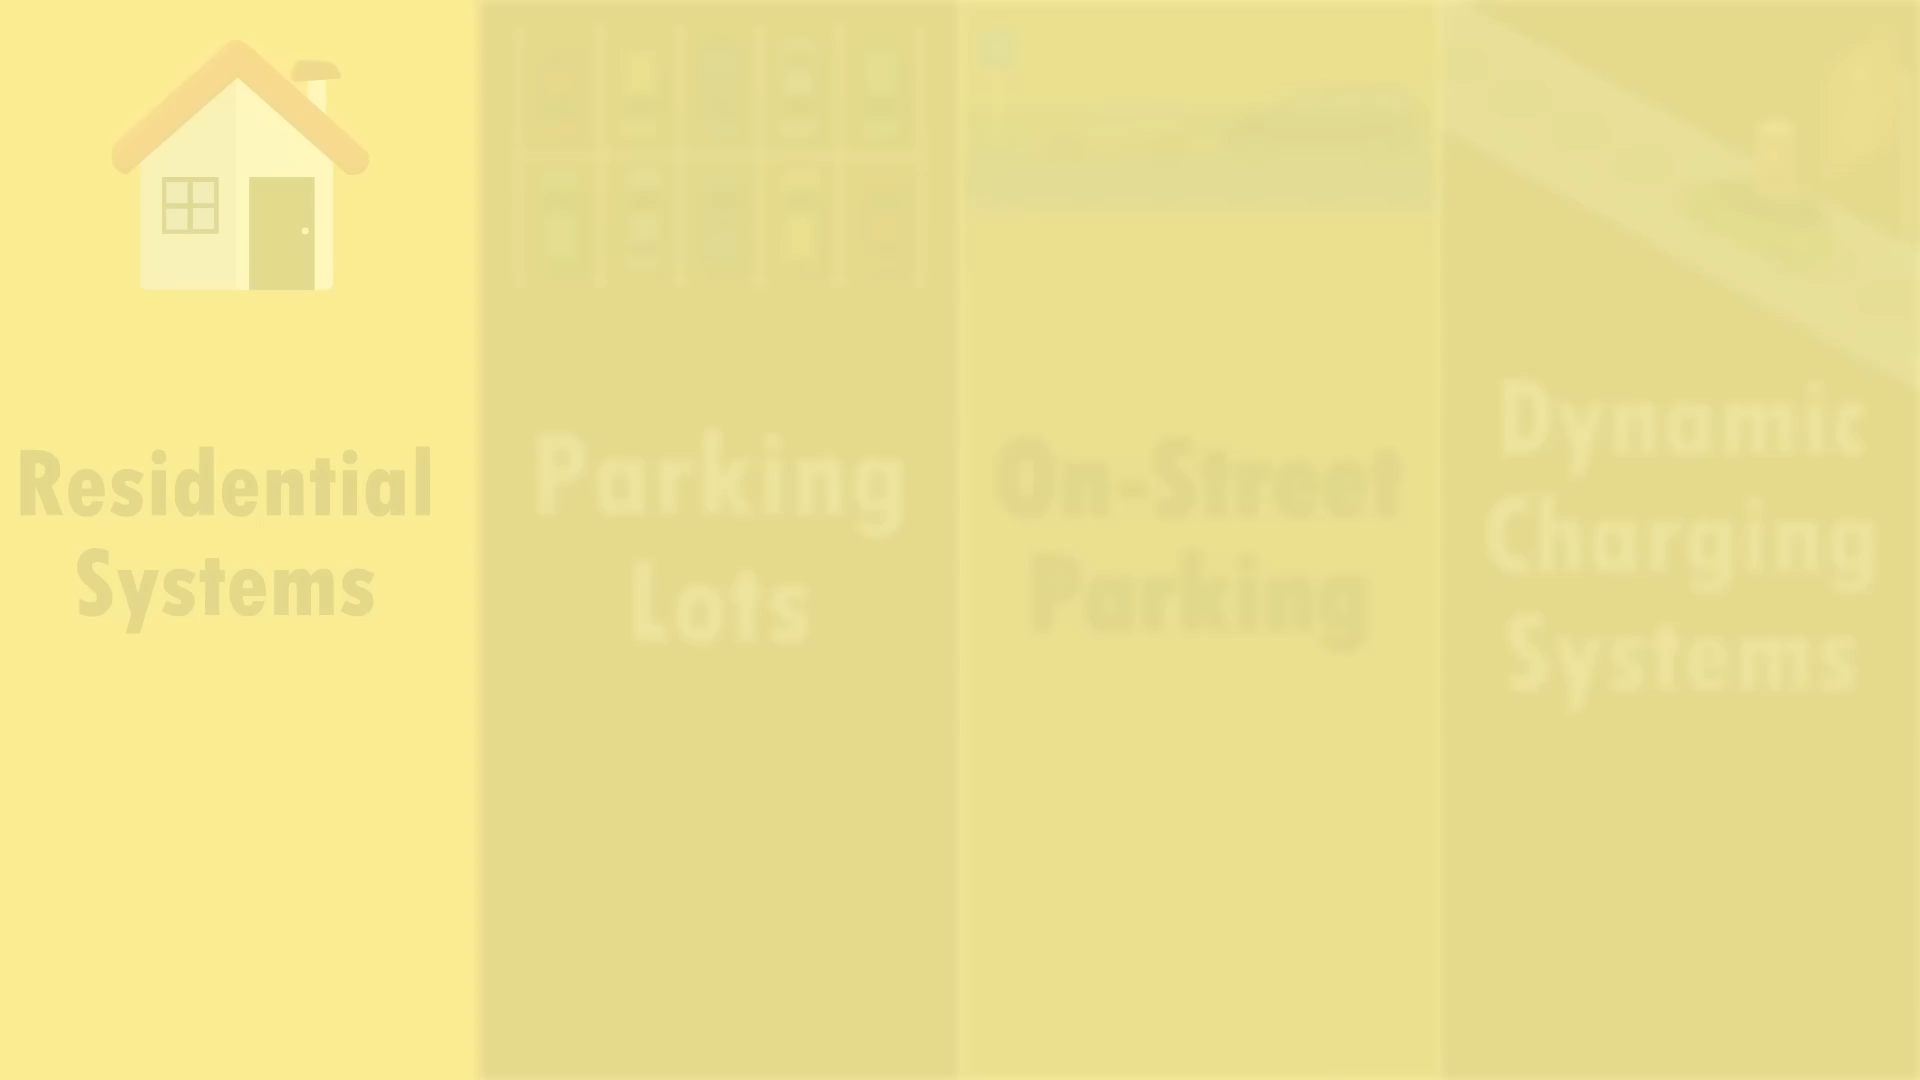 Residential
Systems
Parking
Lots
On-Street
Parking
Dynamic
Charging
Systems